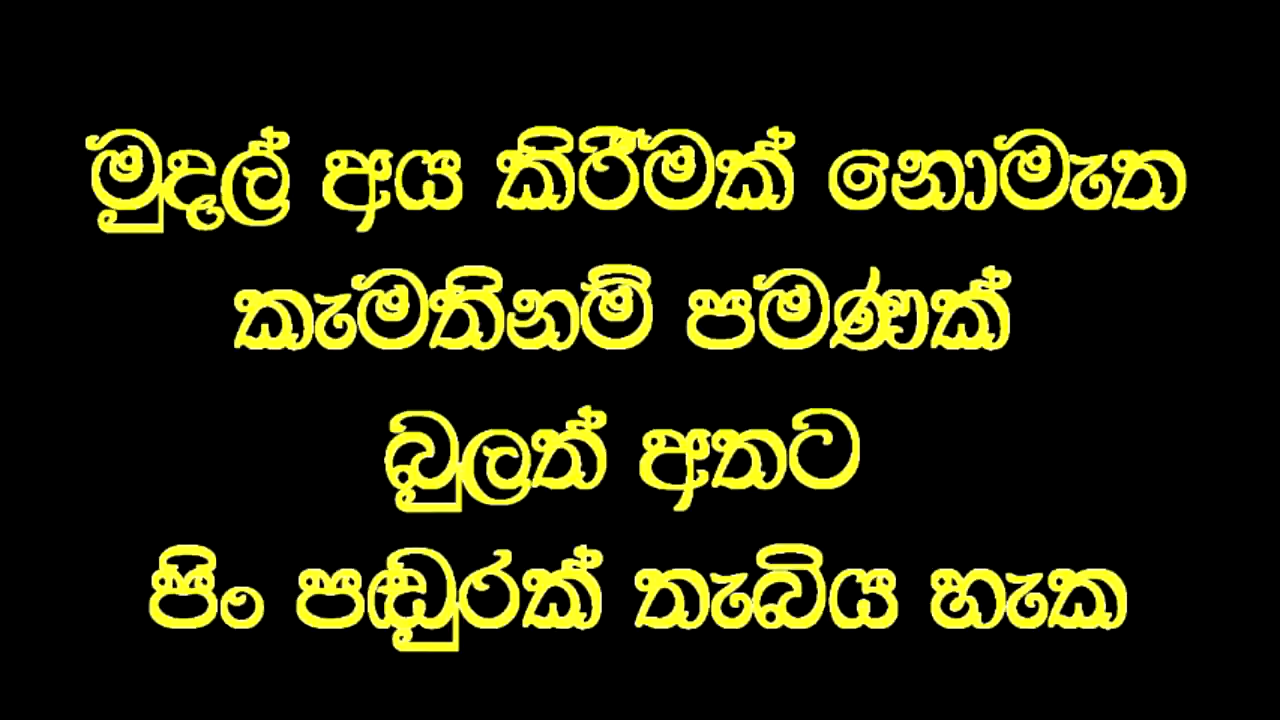 මුදල් අය කිරීමක් නොමැත
කැමතිනම් පමණක්
බුලත් අතට
පිං පඬුරක් තැබිය හැක